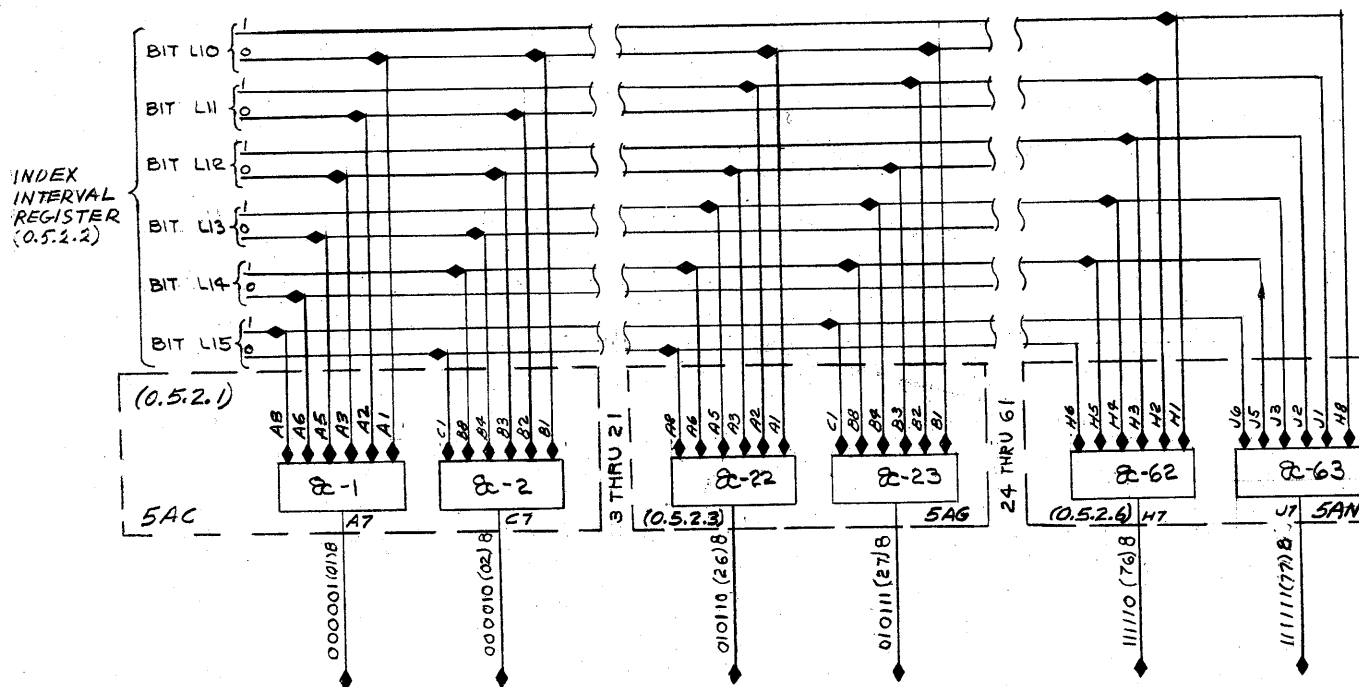 1
BIT L10
0
1
BIT L11
0
1
BIT L12
0
INDEX
INTERVAL
REGISTER
(0.5.2.2)
1
BIT L13
0
1
BIT L14
0
1
BIT L15
0
(0.5.2.1)
A8 A6 A5 A3 A2 A1
C1 B8 B4 B3 B2 B1
3 THRU 21
A8 A6 A5 A3 A2 A1
C1 B8 B4 B3 B2 B1
24 THRU 61
H6 H5 H4 H3 H2 H1
J6 J5 J3 J2 J1 H8
&C-1
&C-2
&C-22
&C-23
&C-62
&C-63
5AC
A7
C7
(0.5.2.3)
5AG
(0.5.2.6)
H7
J7
5AN
000001(01)8
000010(02)8
010110(26)8
010111(27)8
111110(76)8
111111(77)8